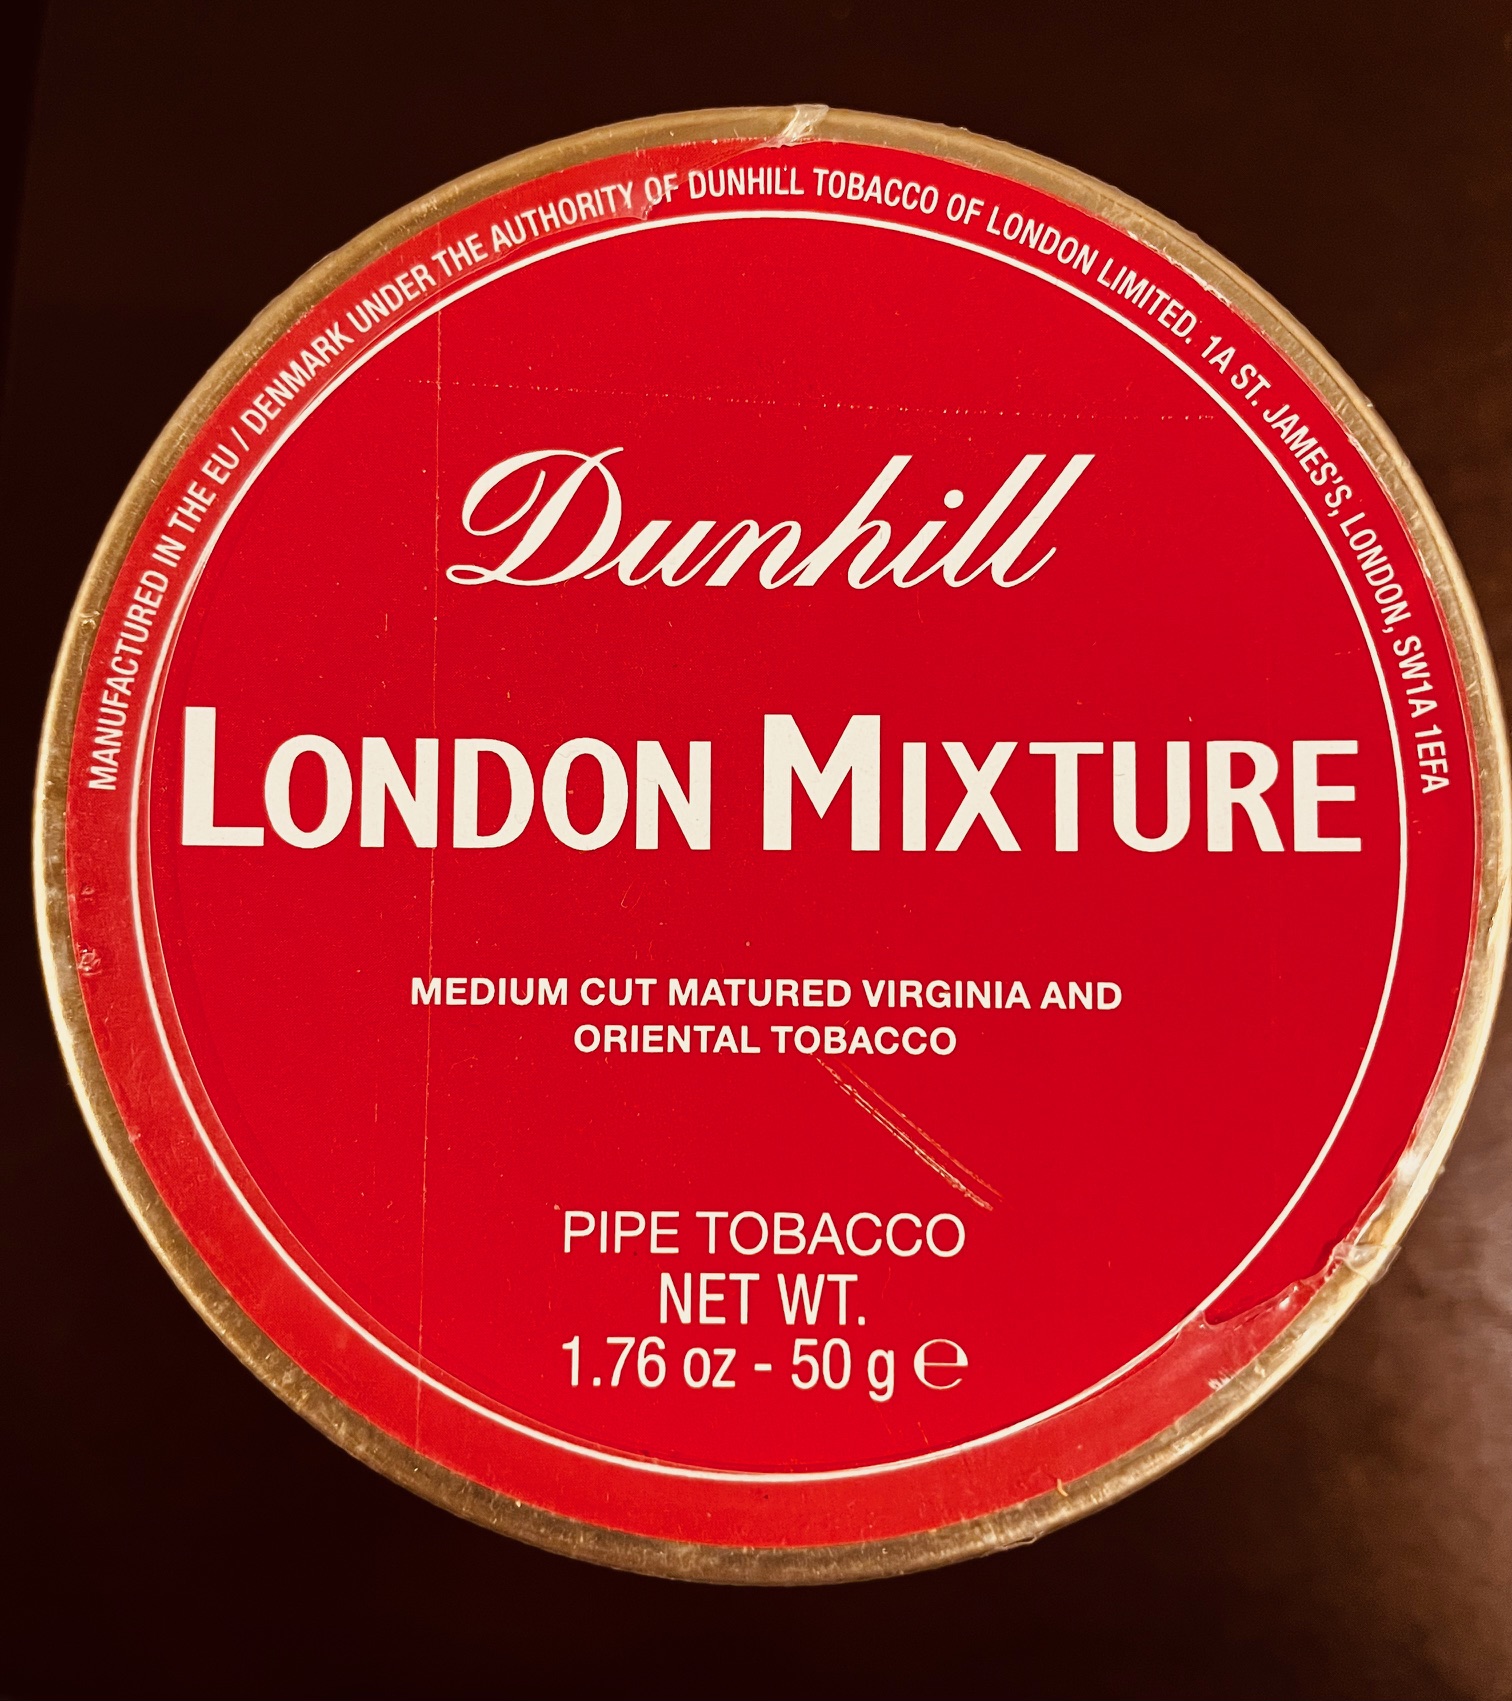 MANUFACTURED IN THE EU / DENMARK UNDER THE AUTHORITY OF DUNHILL TOBACCO OF LONDON LIMITED. 1A ST. JAMES'S, LONDON, SW1A 1EFA
Dunhill
LONDON MIXTURE
MEDIUM CUT MATURED VIRGINIA AND
ORIENTAL TOBACCO
PIPE TOBACCO
NET WT.
1.76 oz - 50 g ℮